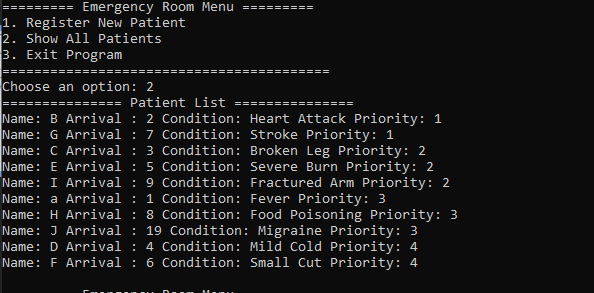 ========= Emergency Room Menu =========
1. Register New Patient
2. Show All Patients
3. Exit Program
=========================================
Choose an option: 2
=============== Patient List ===============
Name: B Arrival : 2 Condition: Heart Attack Priority: 1
Name: G Arrival : 7 Condition: Stroke Priority: 1
Name: C Arrival : 3 Condition: Broken Leg Priority: 2
Name: E Arrival : 5 Condition: Severe Burn Priority: 2
Name: I Arrival : 9 Condition: Fractured Arm Priority: 2
Name: a Arrival : 1 Condition: Fever Priority: 3
Name: H Arrival : 8 Condition: Food Poisoning Priority: 3
Name: J Arrival : 19 Condition: Migraine Priority: 3
Name: D Arrival : 4 Condition: Mild Cold Priority: 4
Name: F Arrival : 6 Condition: Small Cut Priority: 4
Emergency Room Menu